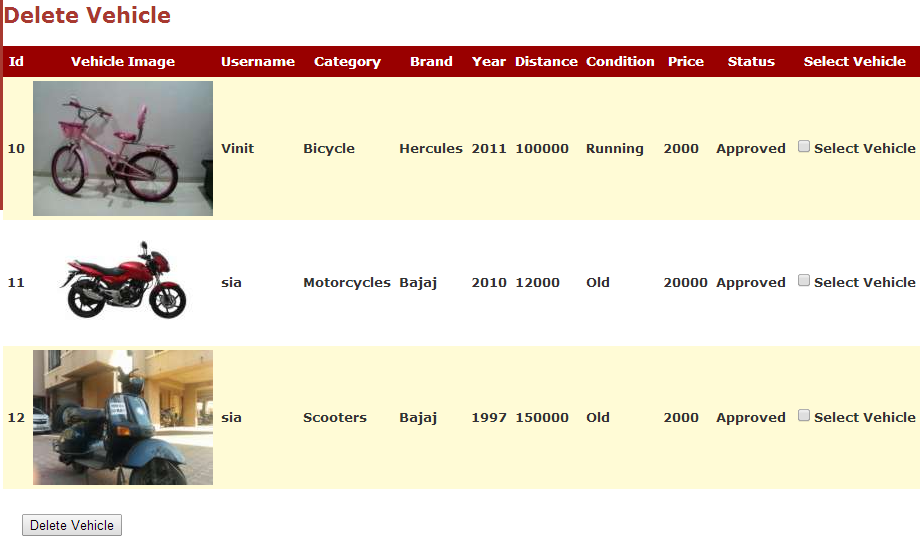 Delete Vehicle
Id Vehicle Image Username Category Brand Year Distance Condition Price Status Select Vehicle
10 Vinit Bicycle Hercules 2011 100000 Running 2000 Approved Select Vehicle
11 sia Motorcycles Bajaj 2010 12000 Old 20000 Approved Select Vehicle
12 sia Scooters Bajaj 1997 150000 Old 2000 Approved Select Vehicle
Delete Vehicle